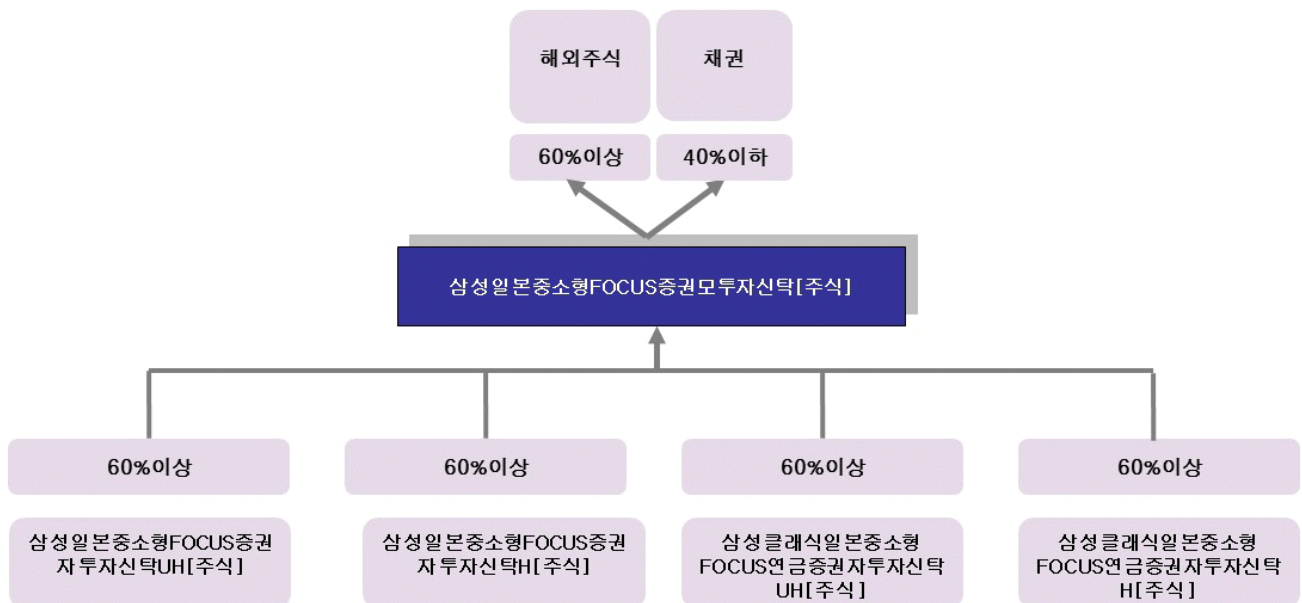 해외주식
채권
60%이상
40%이하
삼성일본중소형FOCUS증권모투자신탁[주식]
60%이상
60%이상
60%이상
60%이상
삼성일본중소형FOCUS증권
자투자신탁UH[주식]
삼성일본중소형FOCUS증권
자투자신탁H[주식]
삼성클래식일본중소형
FOCUS연금증권자투자신탁
UH[주식]
삼성클래식일본중소형
FOCUS연금증권자투자신탁
H[주식]